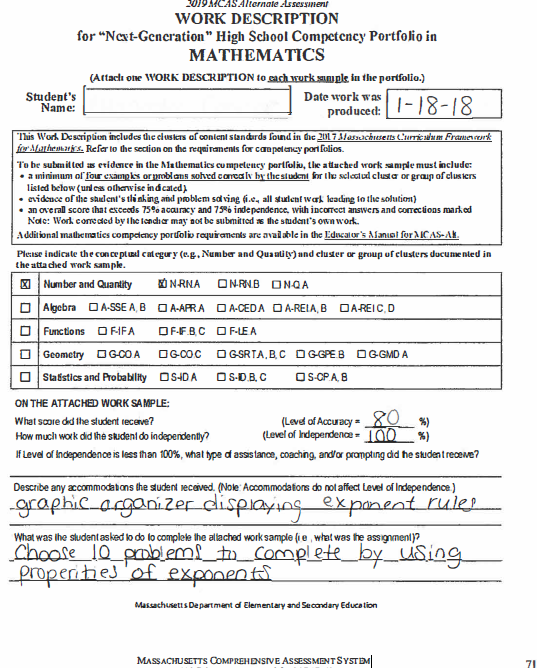 2019 MCAS Alternate Assessment
WORK DESCRIPTION
for “Next-Generation” High School Competency Portfolio in
MATHEMATICS
(Attach one WORK DESCRIPTION to each work sample in the portfolio.)
Student's Name:
Date work was produced: 1-18-18
This Work Description includes the clusters of content standards found in the 2017 Massachusetts Curriculum Framework
for Mathematics. Refer to the section on the requirements for competency portfolios.
To be submitted as evidence in the Mathematics competency portfolio, the attached work sample must include:
• a minimum of four examples or problems solved correctly by the student for the selected cluster or group of clusters
listed below (unless otherwise indicated).
• evidence of the student's thinking and problem solving (i.e., all student work leading to the solution)
• an overall score that exceeds 75% accuracy and 75% independence, with incorrect answers and corrections marked
Note: Work corrected by the teacher may not be submitted as the student's own work.
Additional mathematics competency portfolio requirements are available in the Educator's Manual for MCAS-Alt.
Please indicate the conceptual category (e.g., Number and Quantity) and cluster or group of clusters documented in
the attached work sample.
☒ Number and Quantity ☒ N-RN.A ☐ N-RN.B ☐ N-Q.A
☐ Algebra ☐ A-SSE A, B ☐ A-APR.A ☐ A-CED.A ☐ A-REI.A, B ☐ A-REI C, D
☐ Functions ☐ F-IF.A ☐ F-IF.B, C ☐ F-LE.A
☐ Geometry ☐ G-CO.A ☐ G-CO.C ☐ G-SRT.A, B, C ☐ G-GPE.B ☐ G-GMD.A
☐ Statistics and Probability ☐ S-ID.A ☐ S-ID.B, C ☐ S-CP.A, B
ON THE ATTACHED WORK SAMPLE:
What score did the student receive? (Level of Accuracy = 80 %)
How much work did the student do independently? (Level of Independence = 100 %)
If Level of Independence is less than 100%, what type of assistance, coaching, and/or prompting did the student receive?
Describe any accommodations the student received. (Note: Accommodations do not affect Level of Independence.)
graphic organizer displaying exponent rules
What was the student asked to do to complete the attached work sample (i.e., what was the assignment)?
Choose 10 problems to complete by using
properities of exponents
Massachusetts Department of Elementary and Secondary Education
MASSACHUSETTS COMPREHENSIVE ASSESSMENT SYSTEM
71